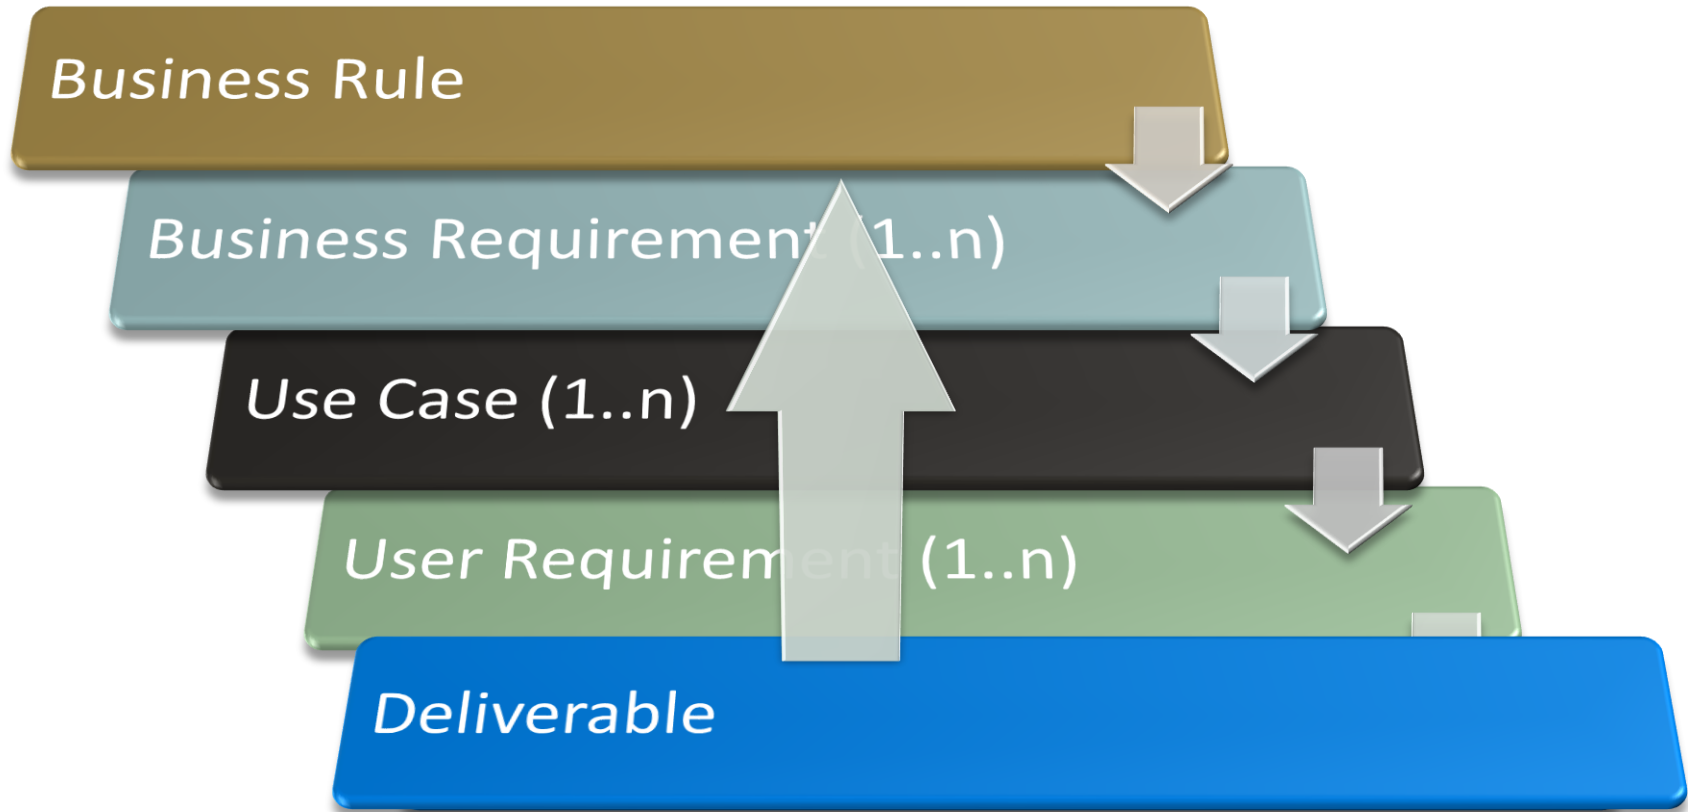 Business Rule
Business Requirement (1..n)
Use Case (1..n)
User Requirement (1..n)
Deliverable